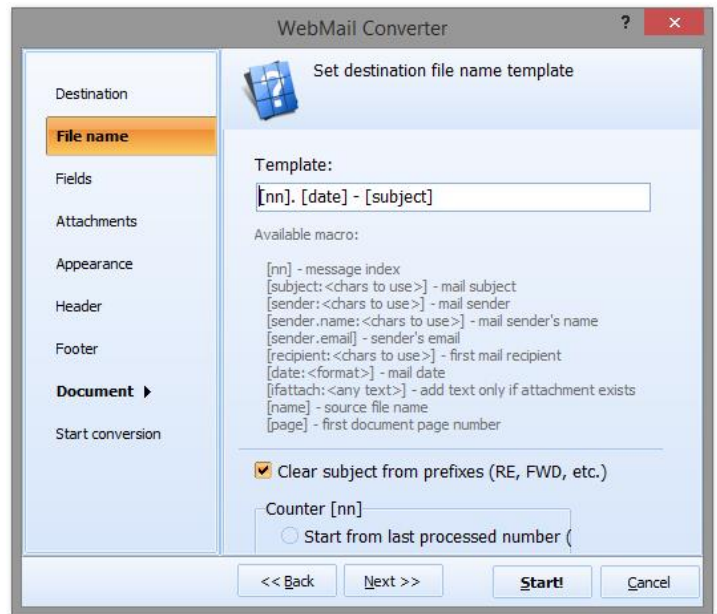 WebMail Converter
?
Set destination file name template
Destination
File name
Fields
Attachments
Appearance
Header
Footer
Document
Start conversion
Template:
[nn]. [date] - [subject]
Available macro:
[nn] - message index
[subject:<chars to use>] - mail subject
[sender:<chars to use>] - mail sender
[sender.name:<chars to use>] - mail sender's name
[sender.email] - sender's email
[recipient:<chars to use>] - first mail recipient
[date:<format>] - mail date
[ifattach:<any text>] - add text only if attachment exists
[name] - source file name
[page] - first document page number
Clear subject from prefixes (RE, FWD, etc.)
Counter [nn]
Start from last processed number (
<< Back Next >> Start! Cancel